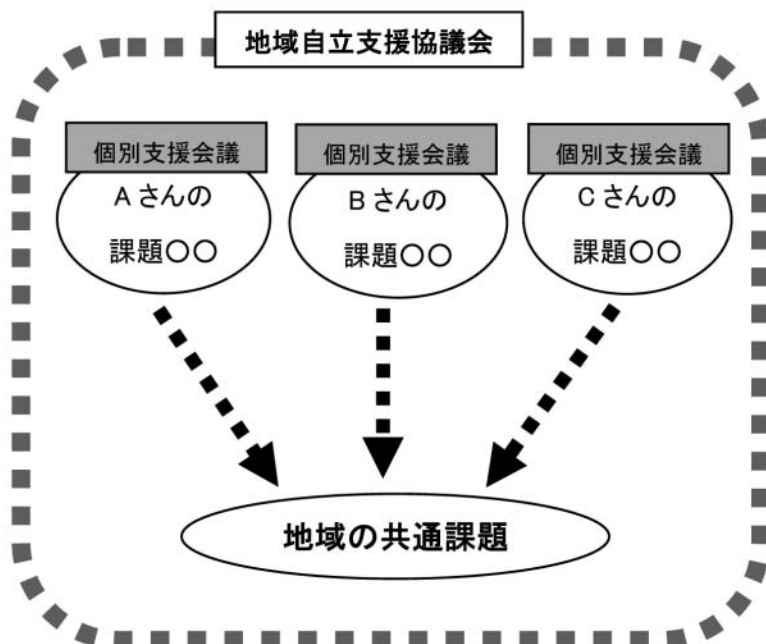 地域自立支援協議会
個別支援会議
個別支援会議
個別支援会議
Aさんの
課題〇〇
Bさんの
課題〇〇
Cさんの
課題〇〇
地域の共通課題